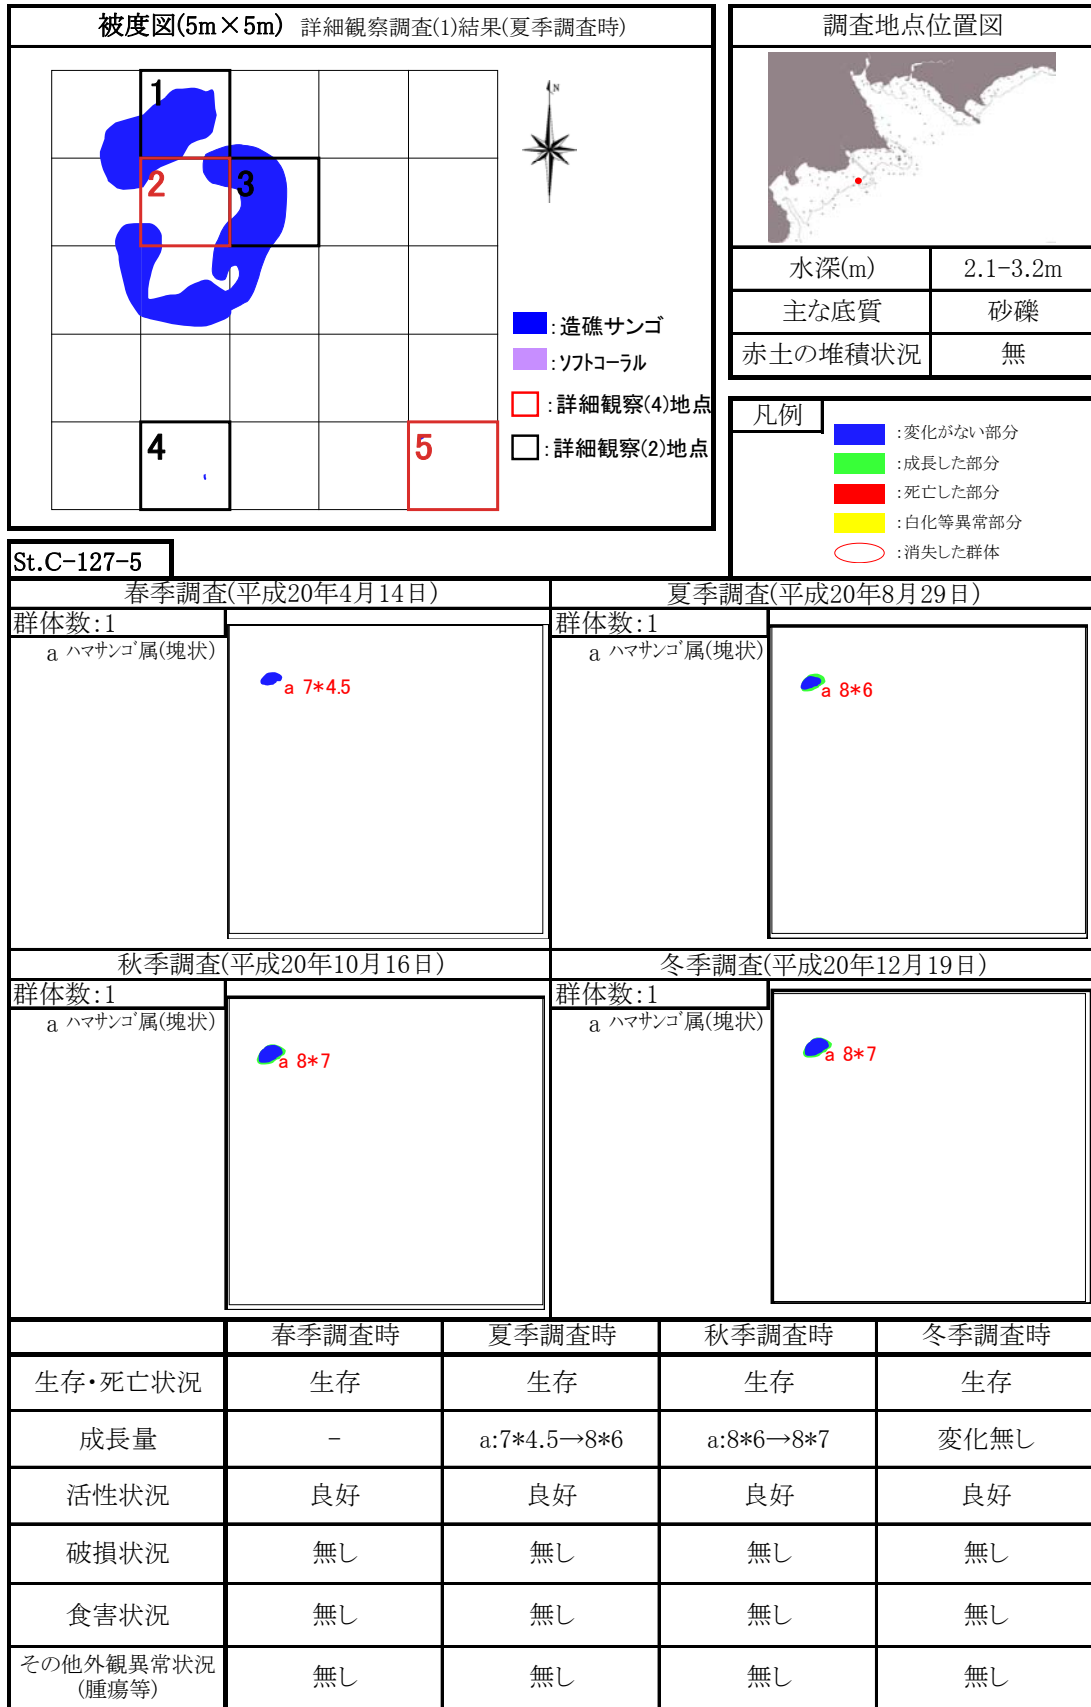 被度図(5m×5m) 詳細観察調査(1)結果(夏季調査時)
N
1
2
3
4
5
:造礁サンゴ
:ソフトコーラル
:詳細観察(4)地点
:詳細観察(2)地点
調査地点位置図
水深(m) 2.1-3.2m
主な底質 砂礫
赤土の堆積状況 無
凡例
:変化がない部分
:成長した部分
:死亡した部分
:白化等異常部分
:消失した群体
St.C-127-5
春季調査(平成20年4月14日)
群体数:1
a ハマサンゴ属(塊状)
a 7*4.5
夏季調査(平成20年8月29日)
群体数:1
a ハマサンゴ属(塊状)
a 8*6
秋季調査(平成20年10月16日)
群体数:1
a ハマサンゴ属(塊状)
a 8*7
冬季調査(平成20年12月19日)
群体数:1
a ハマサンゴ属(塊状)
a 8*7
春季調査時 夏季調査時 秋季調査時 冬季調査時
生存・死亡状況 生存 生存 生存 生存
成長量 - a:7*4.5→8*6 a:8*6→8*7 変化無し
活性状況 良好 良好 良好 良好
破損状況 無し 無し 無し 無し
食害状況 無し 無し 無し 無し
その他外観異常状況
(腫瘍等) 無し 無し 無し 無し